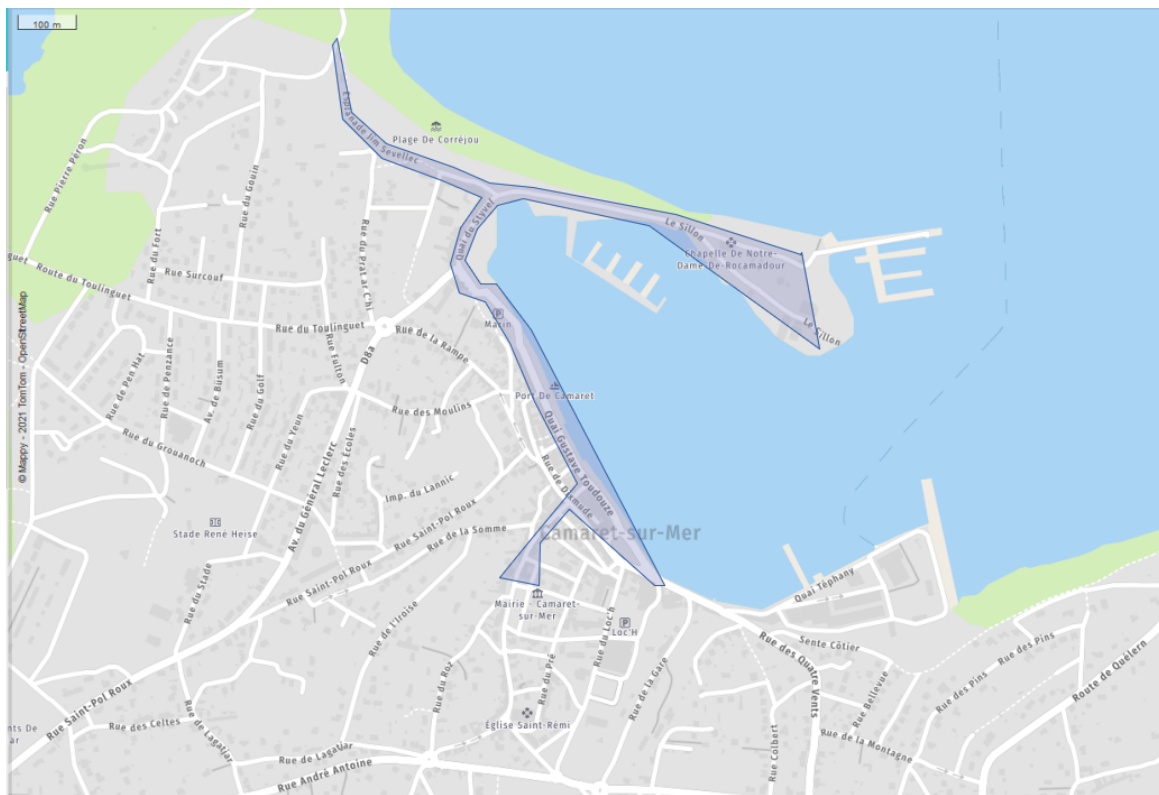 100 m
Esplanade Jim Sevellec
Plage De Corréjou
Rue Pierre Péron
Rue du Gouin
Quai du Styvel
Le Sillon
Chapelle De Notre-
Dame-De-Rocamadour
Rue du Fort
Rue du Prat ar C'hi
guet
Route du Toulinguet
Rue Surcouf
Le Sillon
Marin
Rue du Toulinguet
Rue de la Rampe
D8a
Rue Fulton
Rue de Pen Hat
Rue de Penzance
Av. de Büsum
Rue du Golf
Port De Camaret
Rue des Moulins
Quai Gustave Toudouze
Rue du Yeun
Rue du Grouanoch
Rue des Écoles
Rue de Dixmude
Imp. du Lannic
© Mappy - 2021 TomTom - OpenStreetMap
Stade René Heise
Av. du Général Leclerc
Rue Saint-Pol Roux
Rue de la Somme
Camaret-sur-Mer
Rue Saint-Pol Roux
Rue du Stade
Mairie - Camaret-
sur-Mer
Quai Téphany
Rue de l'Iroise
Rue du Loc'h
Loc'H
Sente Côtier
Rue des Pins
Rue des Quatre Vents
Rue du Roz
Rue du Pré
Rue de la Gare
Rue Bellevue
Rue des Pins
Route de Quélern
Rue Saint-Pol Roux
Rue des Celtes
Rue de Lagatjar
Église Saint-Rémi
nts De
ar
Rue de la Montagne
Rue Colbert
Rue de Lagatjar
Rue André Antoine